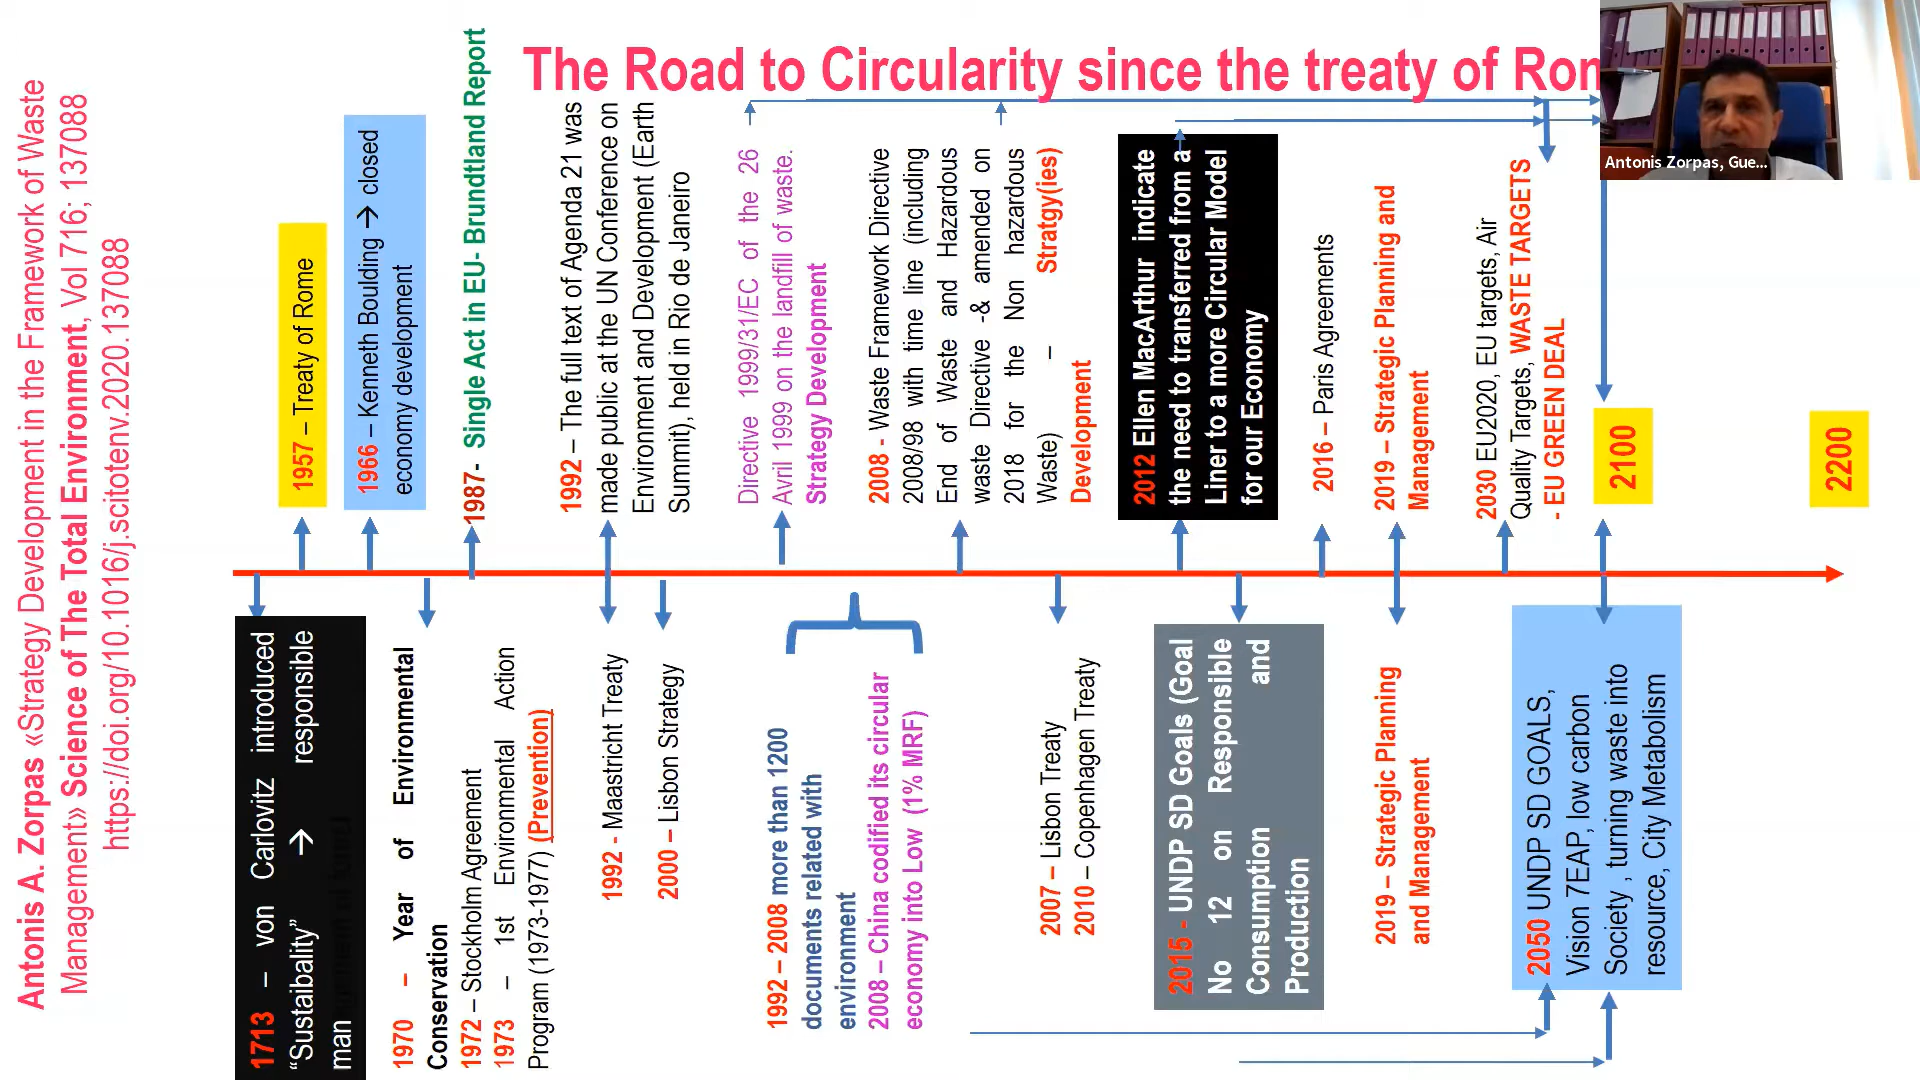 The Road to Circularity since the treaty of Rom
Antonis Zorpas, Gue...
Antonis A. Zorpas «Strategy Development in the Framework of Waste
Management» Science of The Total Environment, Vol 716; 137088
https://doi.org/10.1016/j.scitotenv.2020.137088
1957 – Treaty of Rome
1966 – Kenneth Boulding → closed
economy development
1987- Single Act in EU- Brundtland Report
1992 – The full text of Agenda 21 was
made public at the UN Conference on
Environment and Development (Earth
Summit), held in Rio de Janeiro
Directive 1999/31/EC of the 26
Avril 1999 on the landfill of waste.
Strategy Development
2008 - Waste Framework Directive
2008/98 with time line (including
End of Waste and Hazardous
waste Directive -& amended on
2018 for the Non hazardous
Waste) – Stratgy(ies)
Development
2012 Ellen MacArthur indicate
the need to transferred from a
Liner to a more Circular Model
for our Economy
2016 – Paris Agreements
2019 – Strategic Planning and
Management
2030 EU2020, EU targets, Air
Quality Targets, WASTE TARGETS
- EU GREEN DEAL
2100
2200
1713 – von Carlovitz introduced
“Sustaibality” → responsible
man
1970 – Year of Environmental
Conservation
1972 – Stockholm Agreement
1973 – 1st Environmental Action
Program (1973-1977) (Prevention)
1992 - Maastricht Treaty
2000 – Lisbon Strategy
1992 – 2008 more than 1200
documents related with
environment
2008 – China codified its circular
economy into Low (1% MRF)
2007 – Lisbon Treaty
2010 – Copenhagen Treaty
2015 - UNDP SD Goals (Goal
No 12 on Responsible
Consumption and
Production
2019 – Strategic Planning
and Management
2050 UNDP SD GOALS,
Vision 7EAP, low carbon
Society , turning waste into
resource, City Metabolism